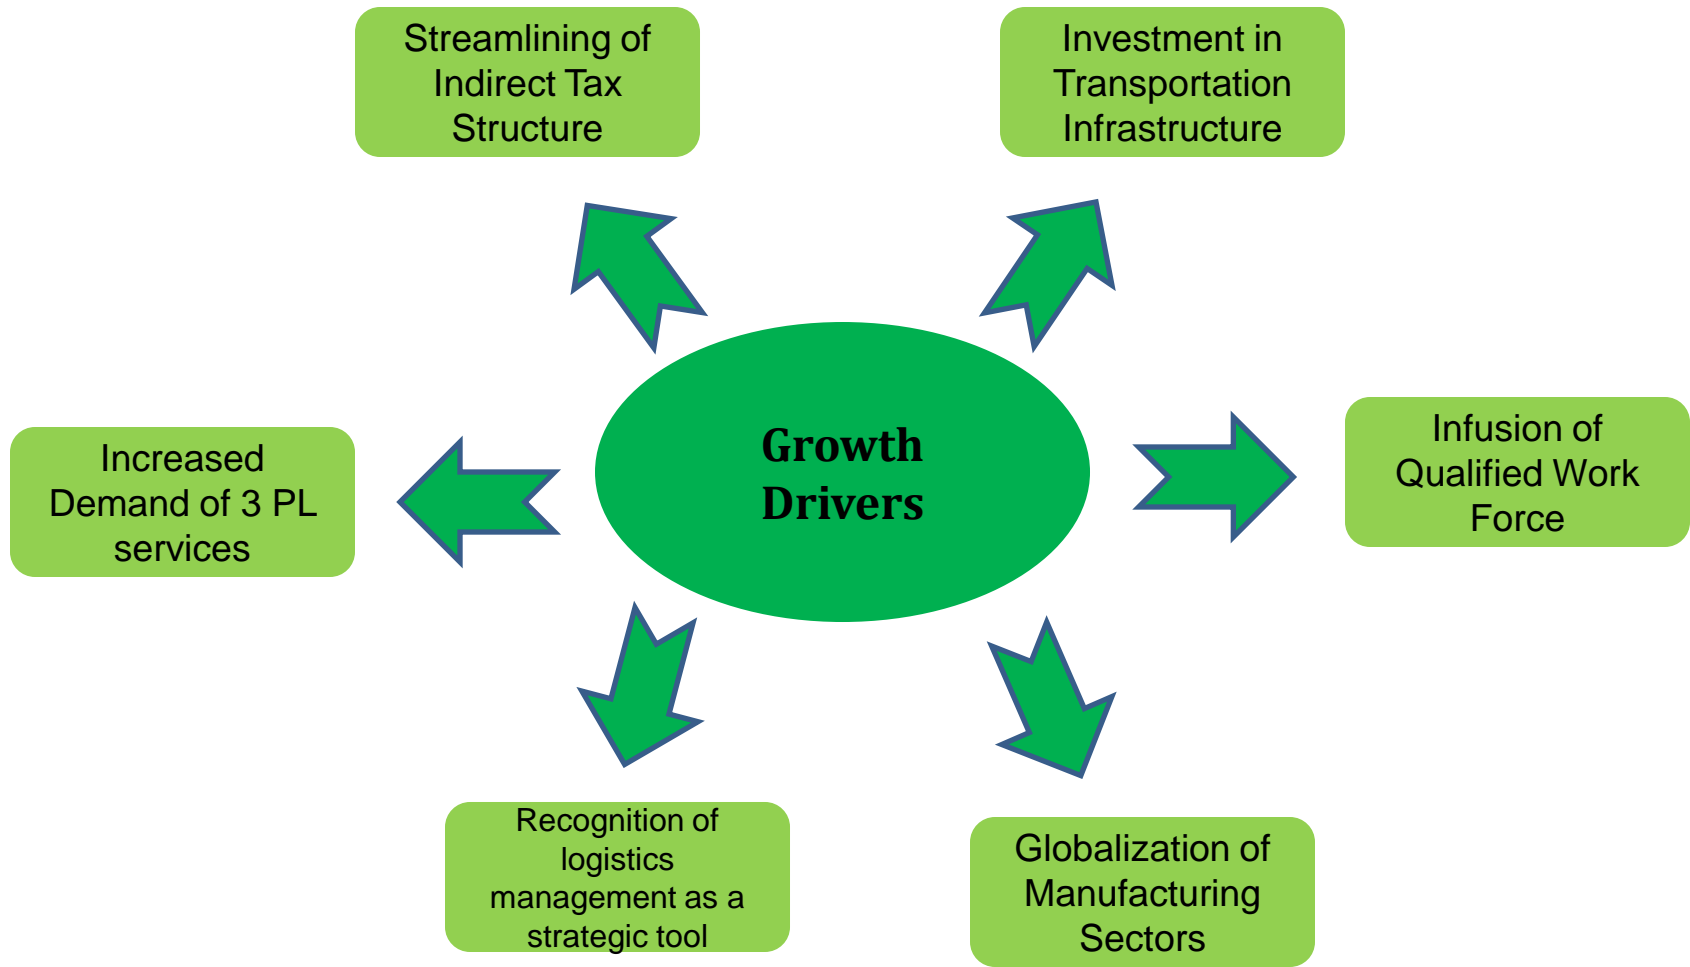 Streamlining of
Indirect Tax
Structure
Investment in
Transportation
Infrastructure
Increased
Demand of 3 PL
services
Growth
Drivers
Infusion of
Qualified Work
Force
Recognition of
logistics
management as a
strategic tool
Globalization of
Manufacturing
Sectors